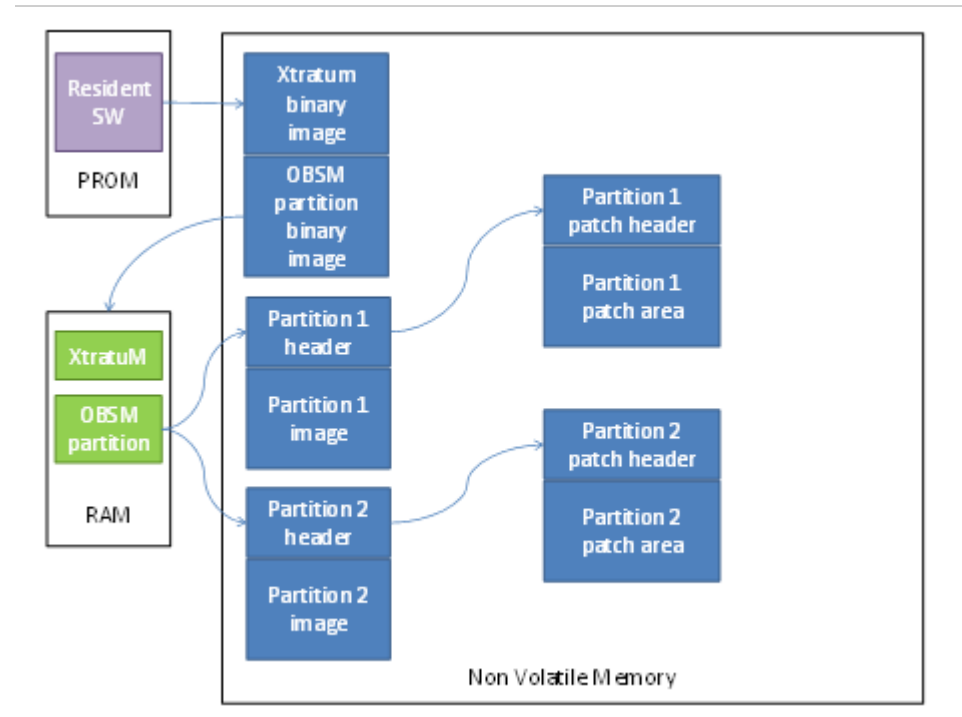 Resident
SW
PROM
Xtratum
binary
image
OBSM
partition
binary
image
Partition 1
patch header
Partition 1
patch area
XtratuM
OBSM
partition
RAM
Partition 1
header
Partition 1
image
Partition 2
header
Partition 2
image
Partition 2
patch header
Partition 2
patch area
Non Volatile Memory